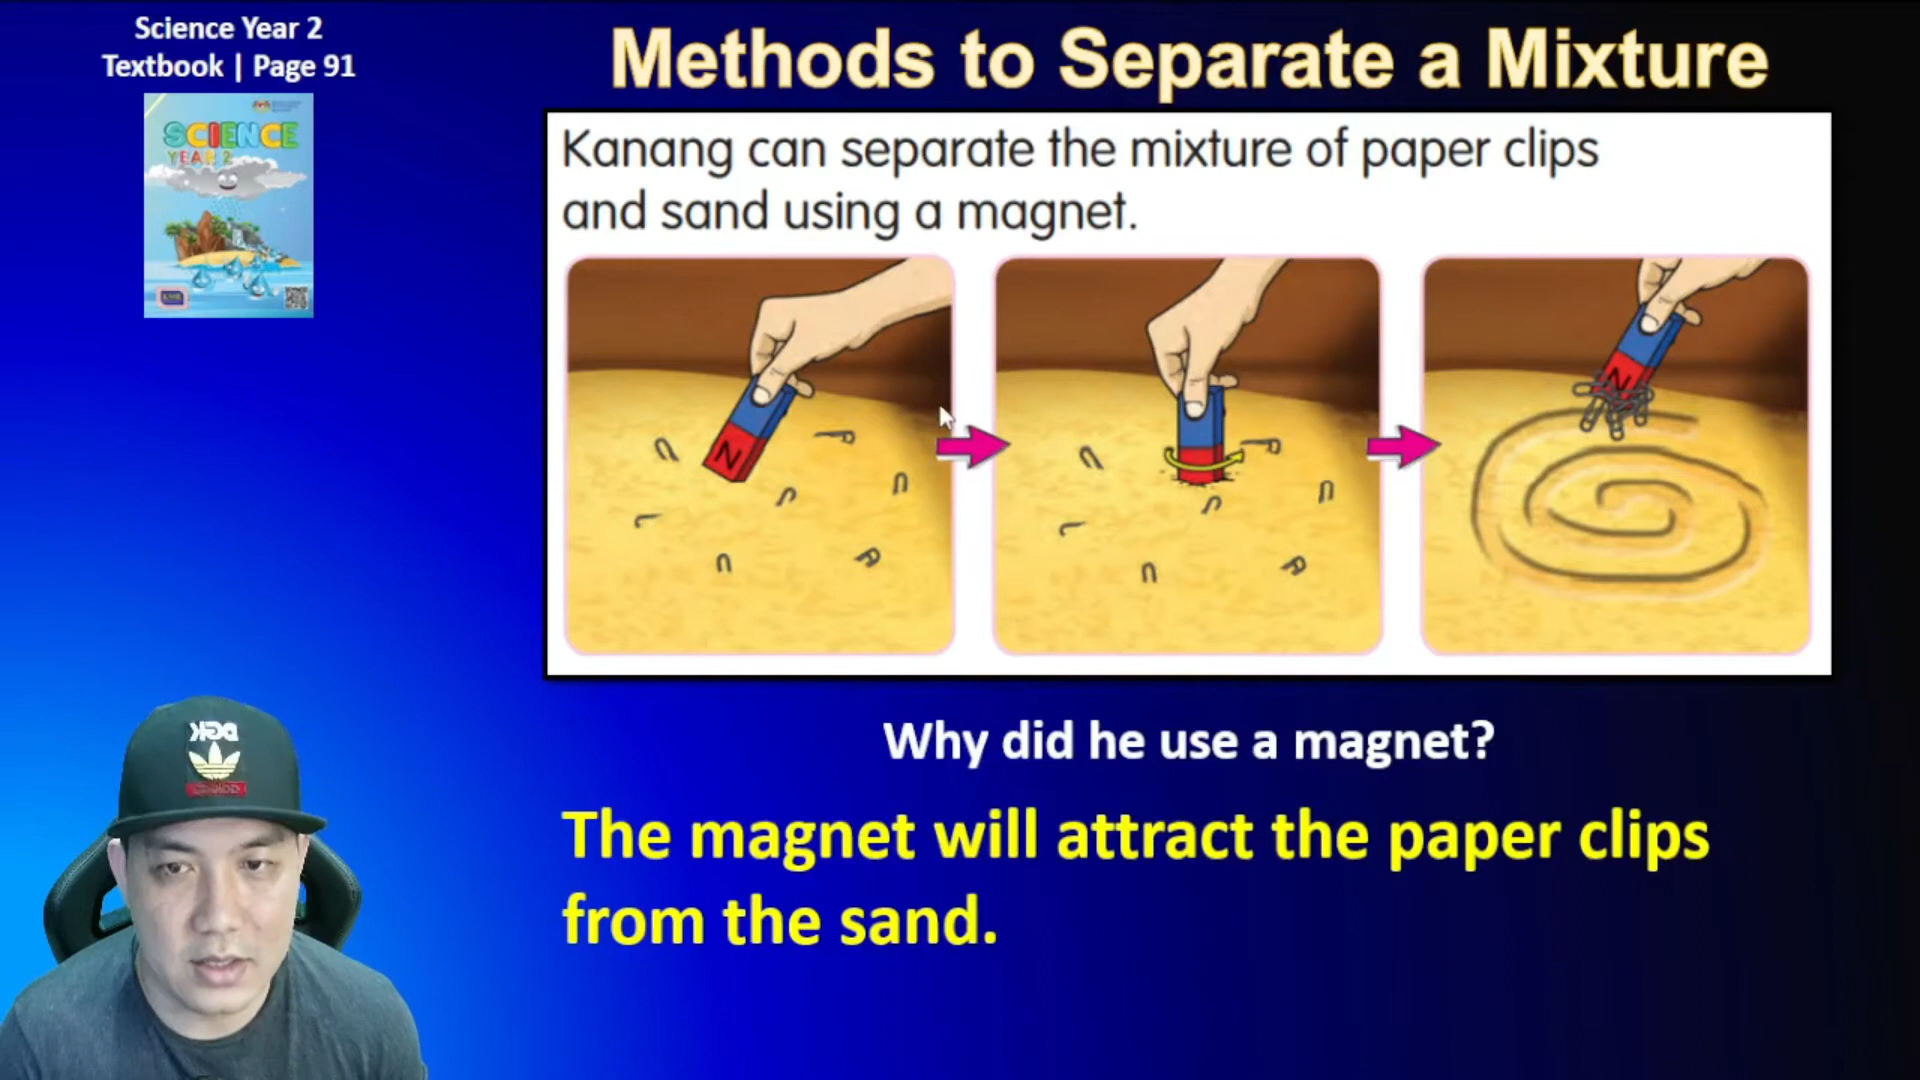 Science Year 2
Textbook | Page 91
SCIENCE
YEAR 2
Methods to Separate a Mixture
Kanang can separate the mixture of paper clips
and sand using a magnet.
N
N
Why did he use a magnet?
The magnet will attract the paper clips
from the sand.
DGK